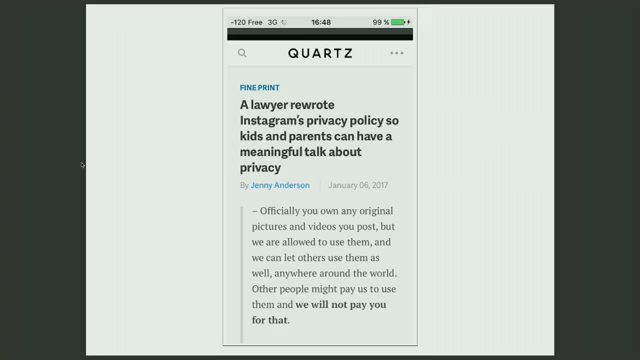 -120 Free 3G 16:48 99 %
QUARTZ
FINE PRINT
A lawyer rewrote
Instagram's privacy policy so
kids and parents can have a
meaningful talk about
privacy
By Jenny Anderson January 06, 2017
– Officially you own any original
pictures and videos you post, but
we are allowed to use them, and
we can let others use them as
well, anywhere around the world.
Other people might pay us to use
them and we will not pay you
for that.